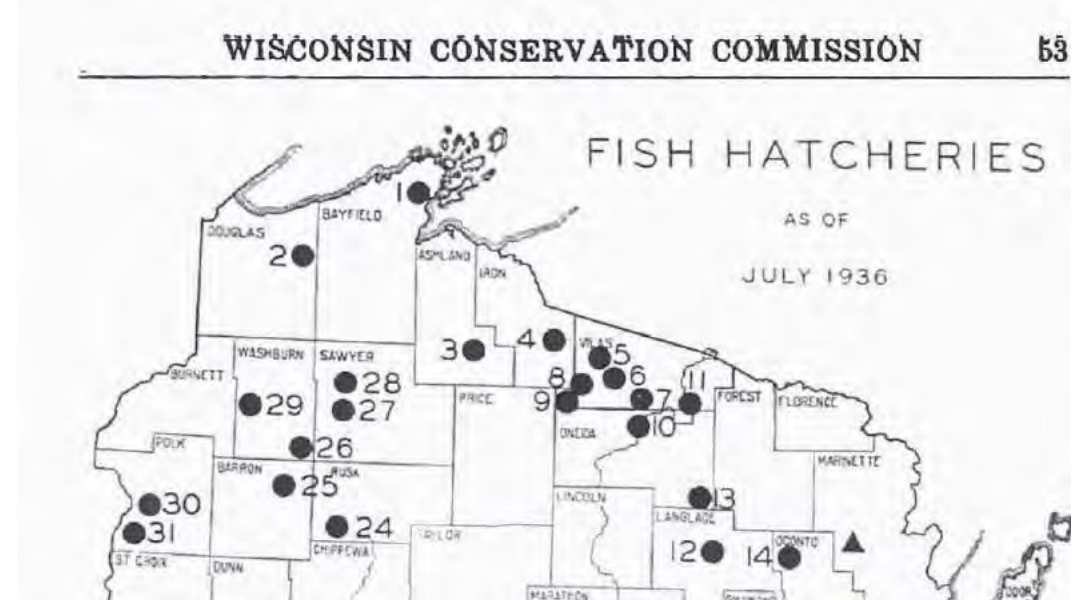 WISCONSIN CONSERVATION COMMISSION 53
FISH HATCHERIES
AS OF
JULY 1936
1
BAYFIELD
DOUGLAS
2
ASHLAND
IRON
3
4
VILAS
5
6
7
8
9
10
11
WASHBURN
SAWYER
BURNETT
28
27
29
26
PRICE
FOREST
FLORENCE
ONEIDA
POLK
BARRON
RUSK
25
MARINETTE
30
31
24
LINCOLN
13
LANGLADE
12
14
OCONTO
ST CROIX
DUNN
CHIPPEWA
TAYLOR
MARATHON
DOOR